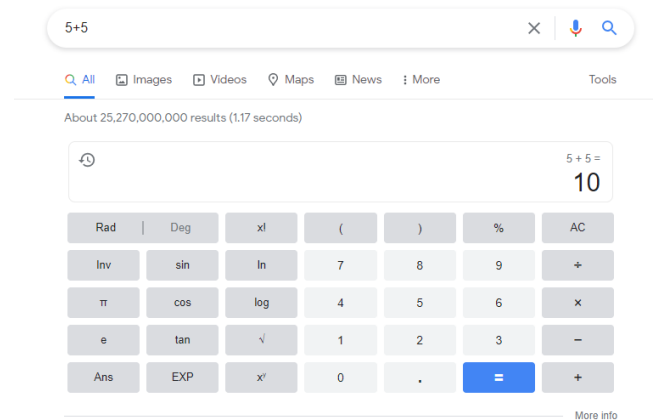 5+5
All Images Videos Maps News More Tools
About 25,270,000,000 results (1.17 seconds)
5 + 5 =
10
Rad Deg x! ( ) % AC
Inv sin ln 7 8 9 ÷
π cos log 4 5 6 ×
e tan √ 1 2 3 −
Ans EXP xʸ 0 . = +
More info